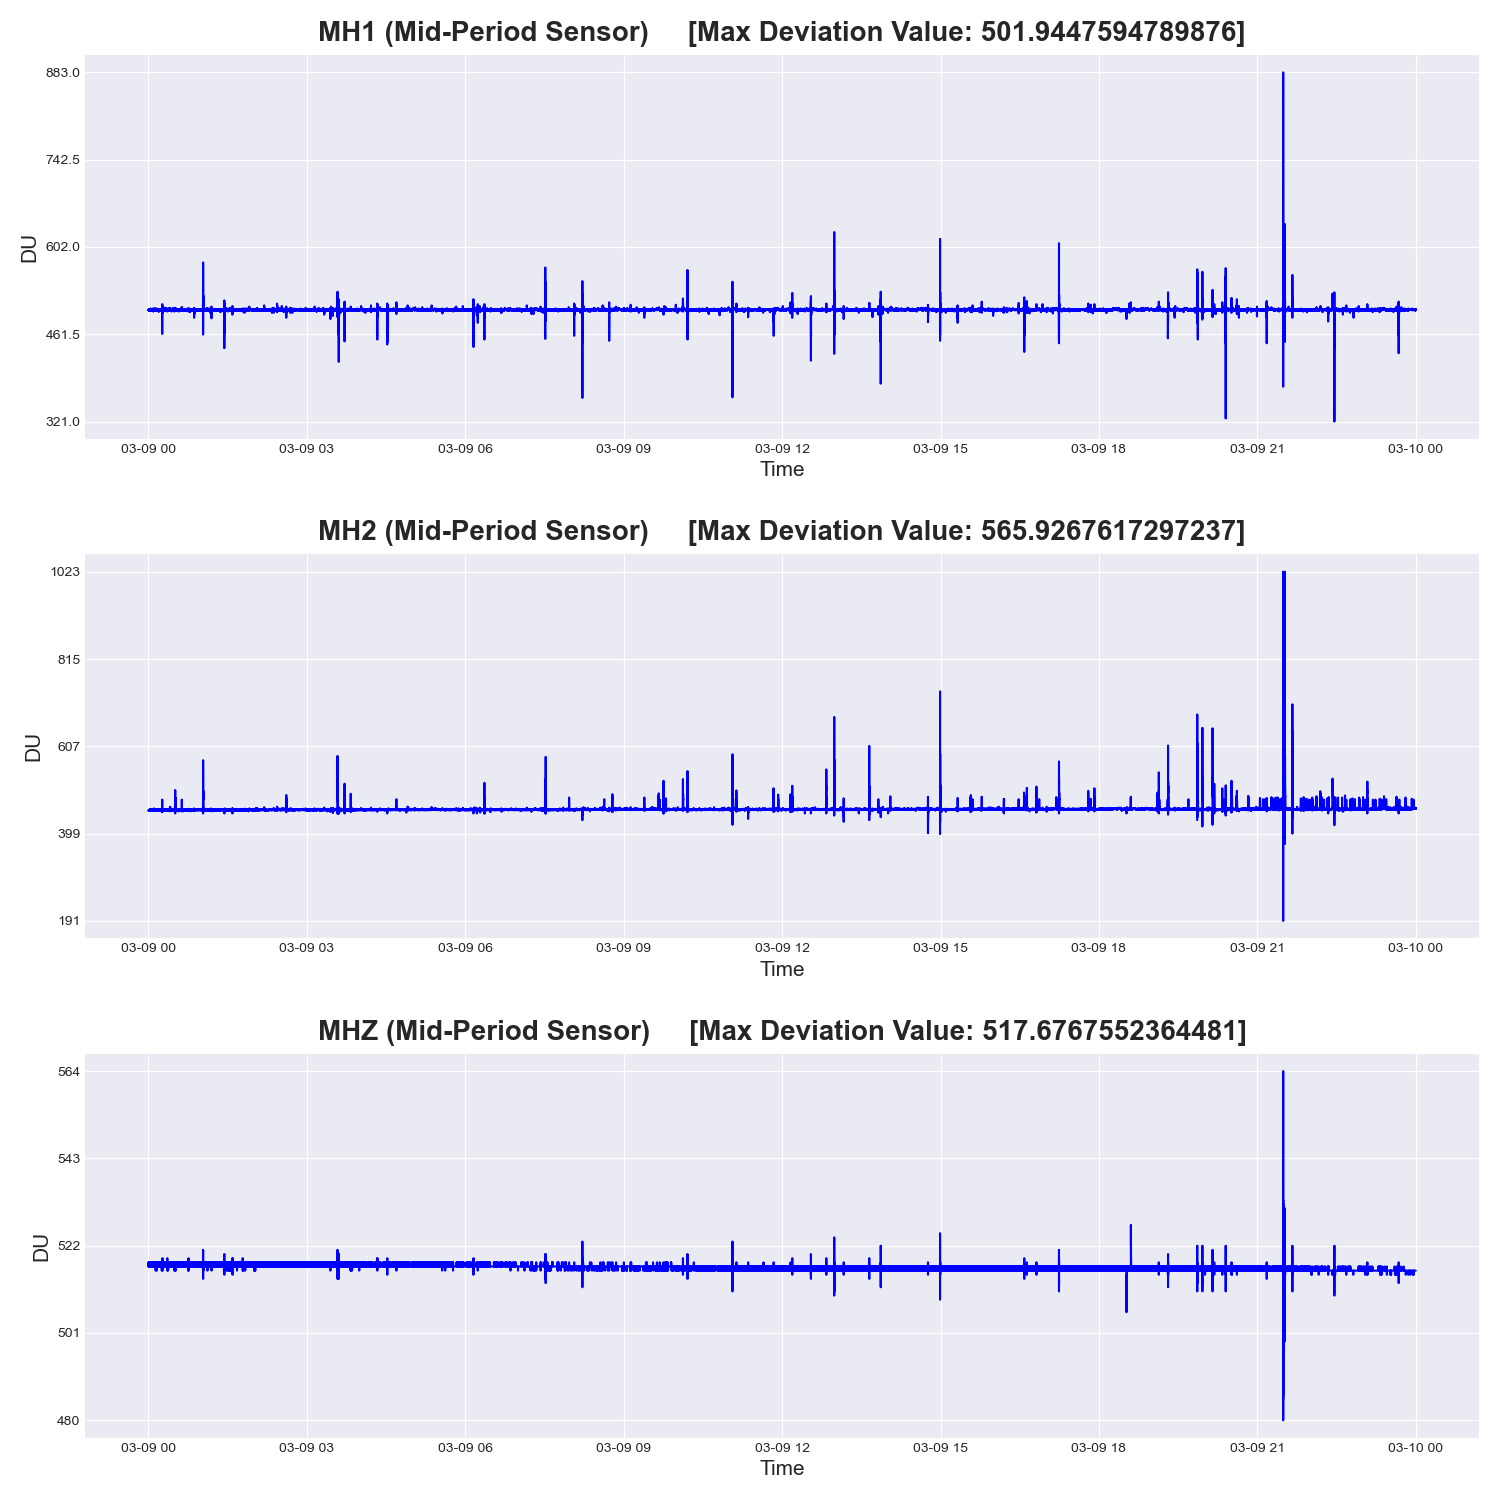 MH1 (Mid-Period Sensor) [Max Deviation Value: 501.9447594789876]
883.0
742.5
602.0
461.5
321.0
DU
03-09 00 03-09 03 03-09 06 03-09 09 03-09 12 03-09 15 03-09 18 03-09 21 03-10 00
Time
MH2 (Mid-Period Sensor) [Max Deviation Value: 565.9267617297237]
1023
815
607
399
191
DU
03-09 00 03-09 03 03-09 06 03-09 09 03-09 12 03-09 15 03-09 18 03-09 21 03-10 00
Time
MHZ (Mid-Period Sensor) [Max Deviation Value: 517.6767552364481]
564
543
522
501
480
DU
03-09 00 03-09 03 03-09 06 03-09 09 03-09 12 03-09 15 03-09 18 03-09 21 03-10 00
Time